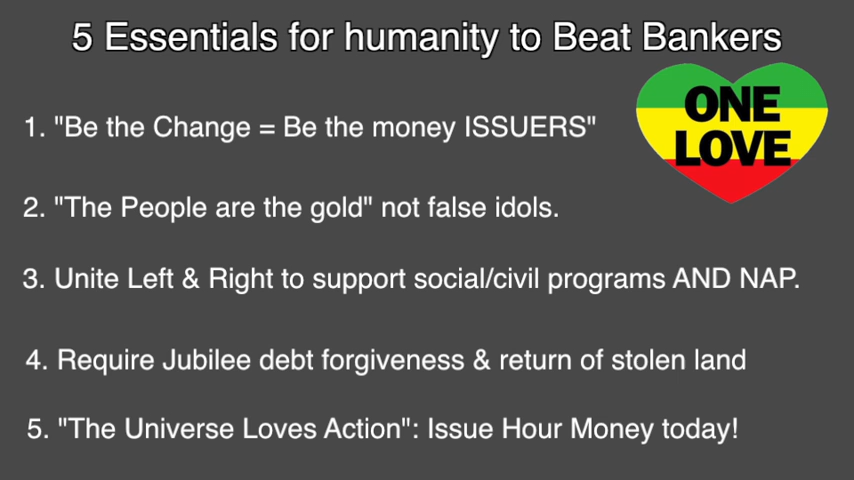 5 Essentials for humanity to Beat Bankers
ONE
LOVE
1. "Be the Change = Be the money ISSUERS"
2. "The People are the gold" not false idols.
3. Unite Left & Right to support social/civil programs AND NAP.
4. Require Jubilee debt forgiveness & return of stolen land
5. "The Universe Loves Action": Issue Hour Money today!